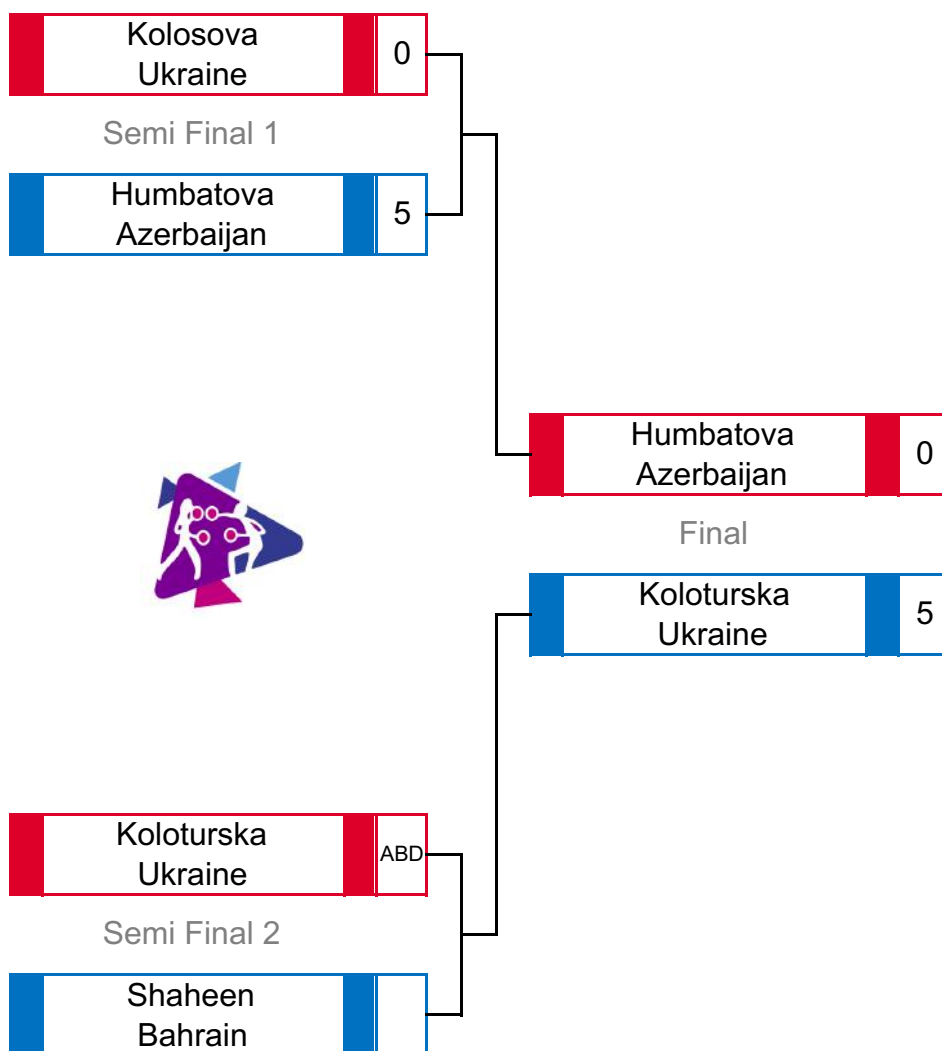 Kolosova
Ukraine
0
Semi Final 1
Humbatova
Azerbaijan
5
Humbatova
Azerbaijan
0
Final
Koloturska
Ukraine
5
Koloturska
Ukraine
ABD
Semi Final 2
Shaheen
Bahrain